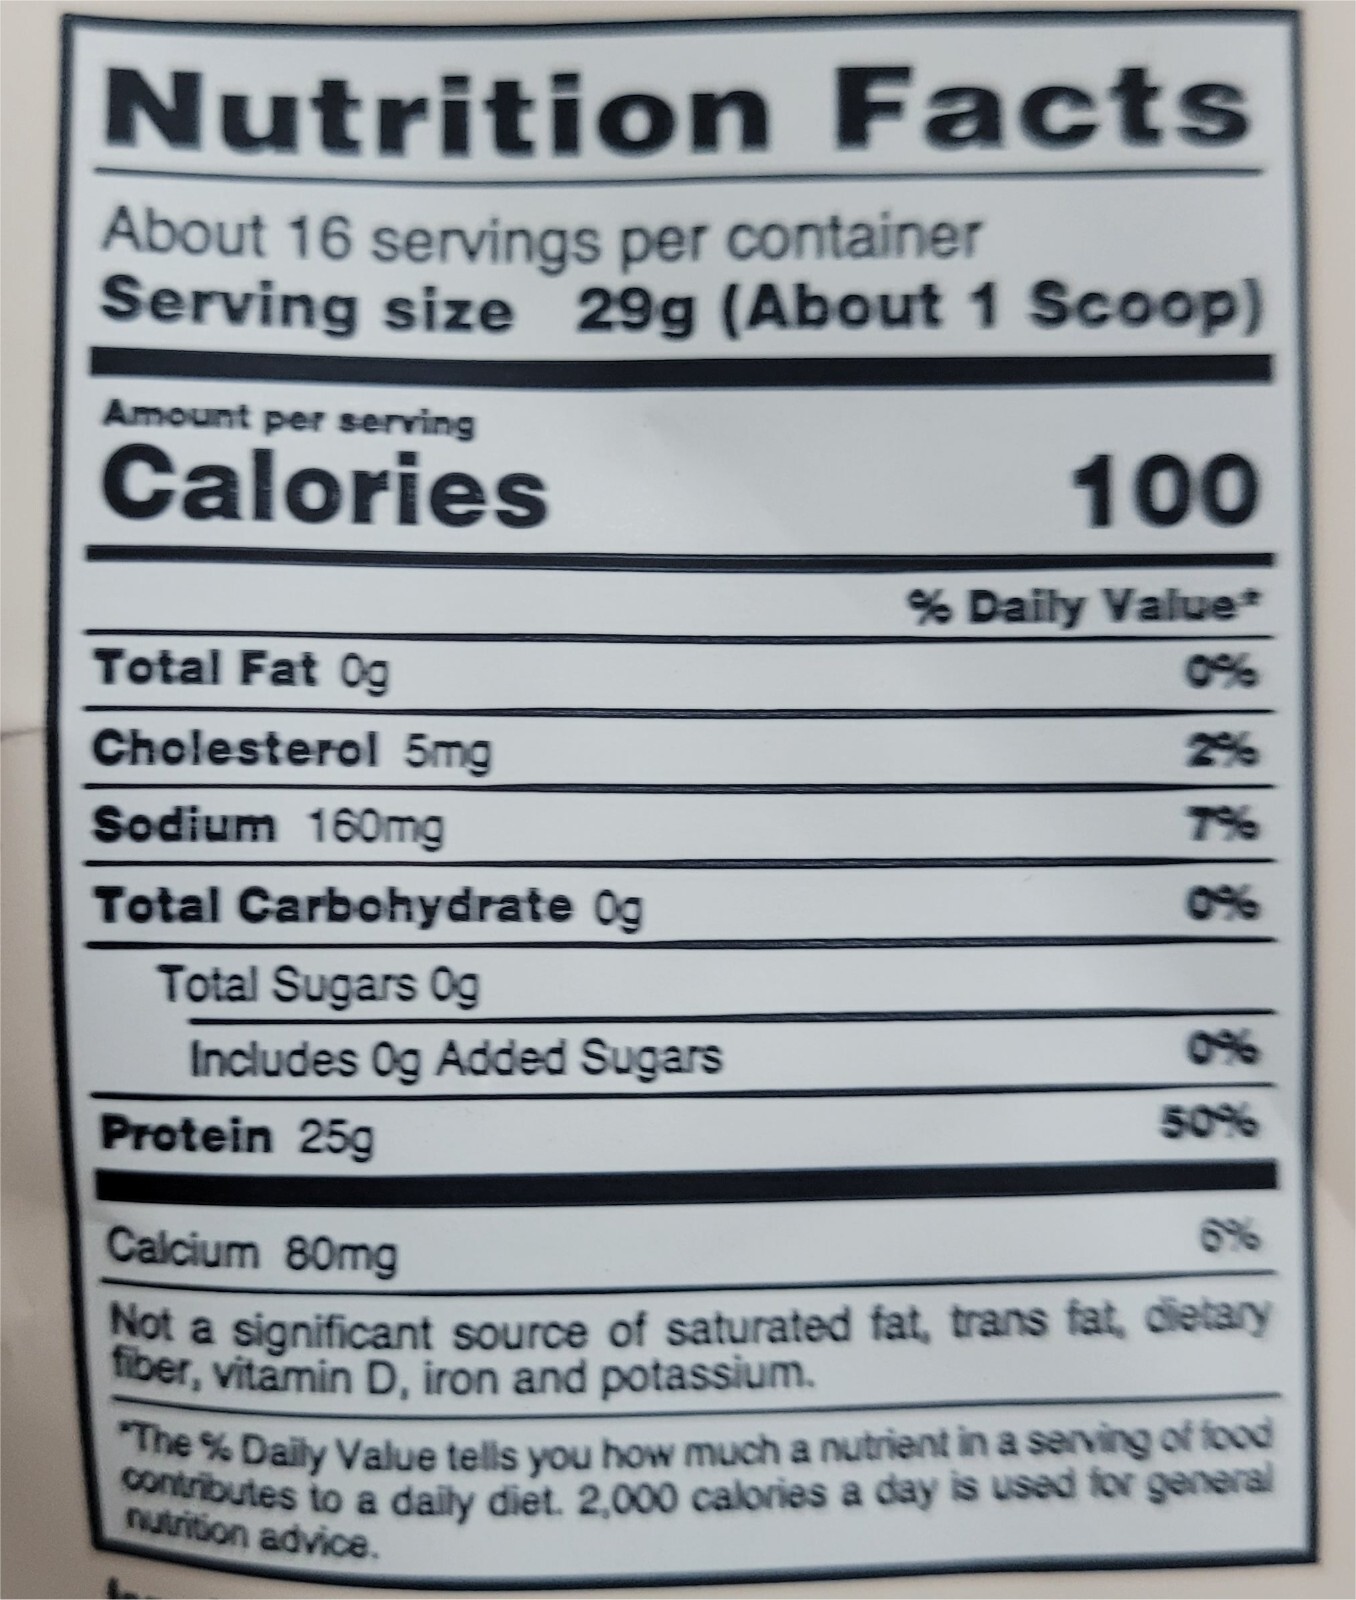 Nutrition Facts
About 16 servings per container
Serving size 29g (About 1 Scoop)
Amount per serving
Calories 100
% Daily Value*
Total Fat 0g 0%
Cholesterol 5mg 2%
Sodium 160mg 7%
Total Carbohydrate 0g 0%
Total Sugars 0g
Includes 0g Added Sugars 0%
Protein 25g 50%
Calcium 80mg 6%
Not a significant source of saturated fat, trans fat, dietary
fiber, vitamin D, iron and potassium.
*The % Daily Value tells you how much a nutrient in a serving of food
contributes to a daily diet. 2,000 calories a day is used for general
nutrition advice.